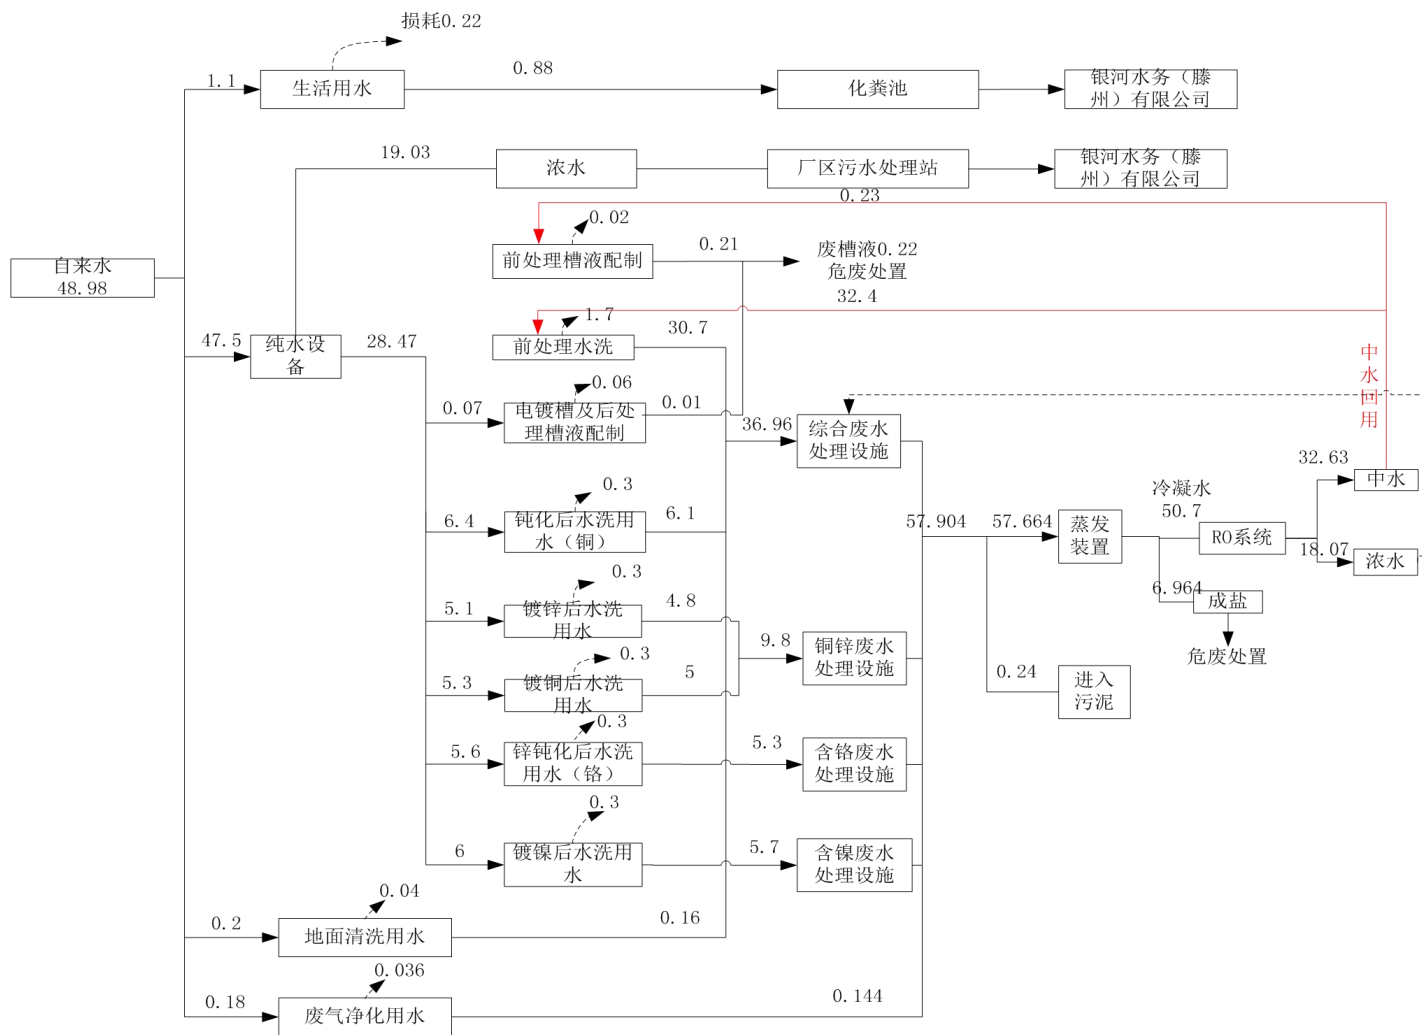 损耗0.22
1.1
生活用水
0.88
化粪池
银河水务（滕
州）有限公司
19.03
浓水
厂区污水处理站
银河水务（滕
州）有限公司
0.23
0.02
前处理槽液配制
0.21
废槽液0.22
危废处置
自来水
48.98
32.4
1.7
前处理水洗
30.7
47.5
纯水设
备
28.47
中水回用
0.06
0.07
电镀槽及后处
理槽液配制
0.01
36.96
综合废水
处理设施
32.63
中水
0.3
6.4
钝化后水洗用
水（铜）
6.1
57.904
57.664
蒸发
装置
冷凝水
50.7
RO系统
18.07
浓水
0.3
5.1
镀锌后水洗
用水
4.8
6.964
成盐
危废处置
9.8
铜锌废水
处理设施
0.3
5.3
镀铜后水洗
用水
5
0.24
进入
污泥
0.3
5.6
锌钝化后水洗
用水（铬）
5.3
含铬废水
处理设施
0.3
6
镀镍后水洗用
水
5.7
含镍废水
处理设施
0.04
0.2
地面清洗用水
0.16
0.036
0.18
废气净化用水
0.144